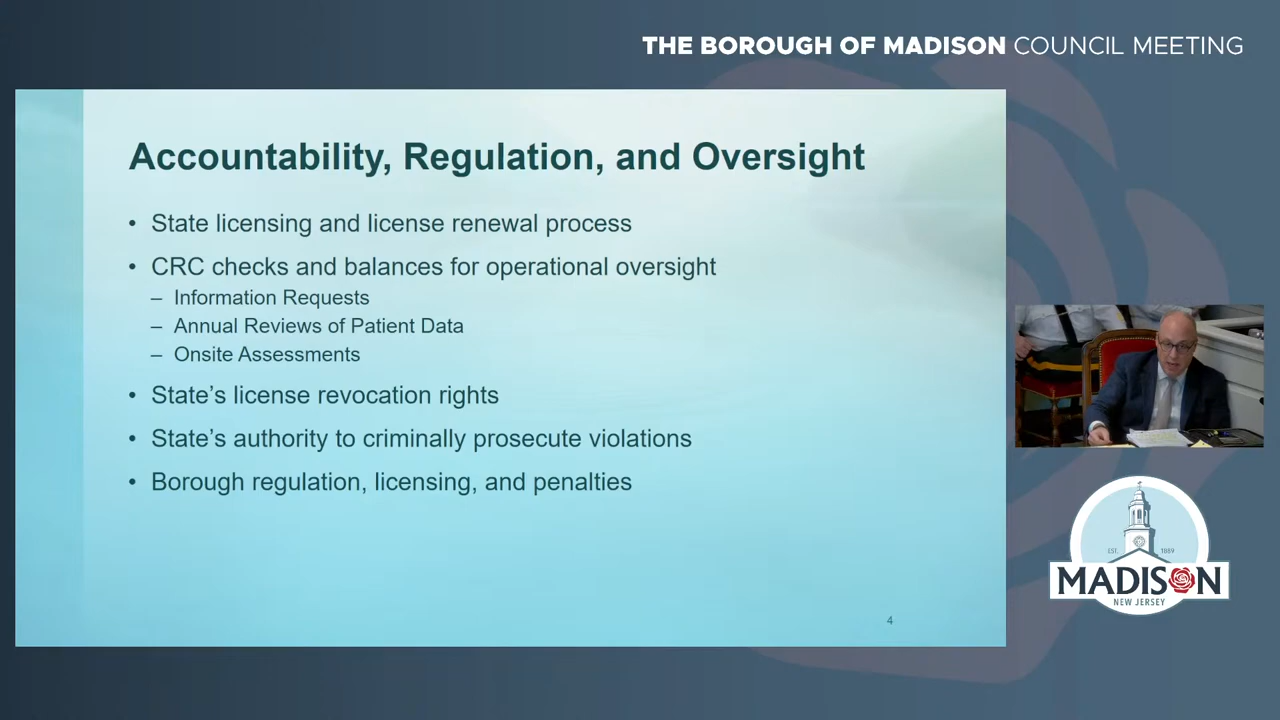 THE BOROUGH OF MADISON COUNCIL MEETING
Accountability, Regulation, and Oversight
• State licensing and license renewal process
• CRC checks and balances for operational oversight
– Information Requests
– Annual Reviews of Patient Data
– Onsite Assessments
• State’s license revocation rights
• State’s authority to criminally prosecute violations
• Borough regulation, licensing, and penalties
4
EST. 1889
MADISON
NEW JERSEY